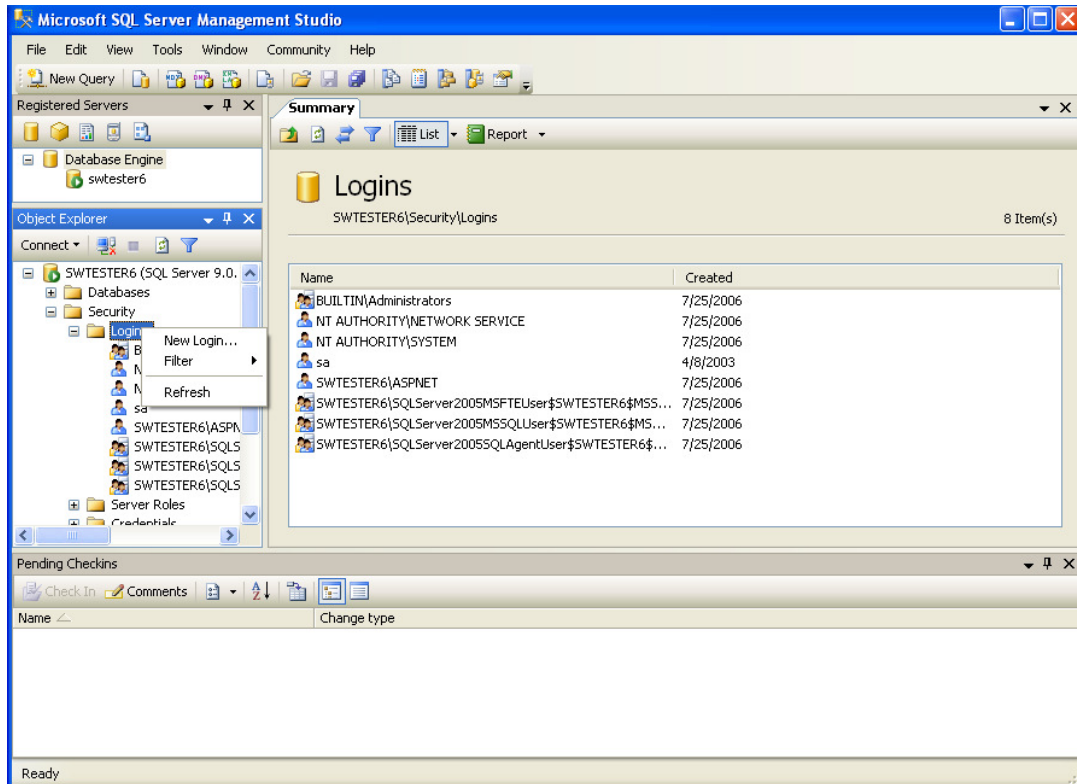 Microsoft SQL Server Management Studio
File Edit View Tools Window Community Help
New Query
Registered Servers
Database Engine
swtester6
Object Explorer
Connect
SWTESTER6 (SQL Server 9.0.
Databases
Security
Login
New Login...
Filter
Refresh
B
N
N
sa
SWTESTER6\ASPN
SWTESTER6\SQLS
SWTESTER6\SQLS
SWTESTER6\SQLS
Server Roles
Credentials
Summary
List Report
Logins
SWTESTER6\Security\Logins 8 Item(s)
Name Created
BUILTIN\Administrators 7/25/2006
NT AUTHORITY\NETWORK SERVICE 7/25/2006
NT AUTHORITY\SYSTEM 7/25/2006
sa 4/8/2003
SWTESTER6\ASPNET 7/25/2006
SWTESTER6\SQLServer2005MSFTEUser$SWTESTER6$MSS... 7/25/2006
SWTESTER6\SQLServer2005MSSQLUser$SWTESTER6$MS... 7/25/2006
SWTESTER6\SQLServer2005SQLAgentUser$SWTESTER6$... 7/25/2006
Pending Checkins
Check In Comments
Name Change type
Ready